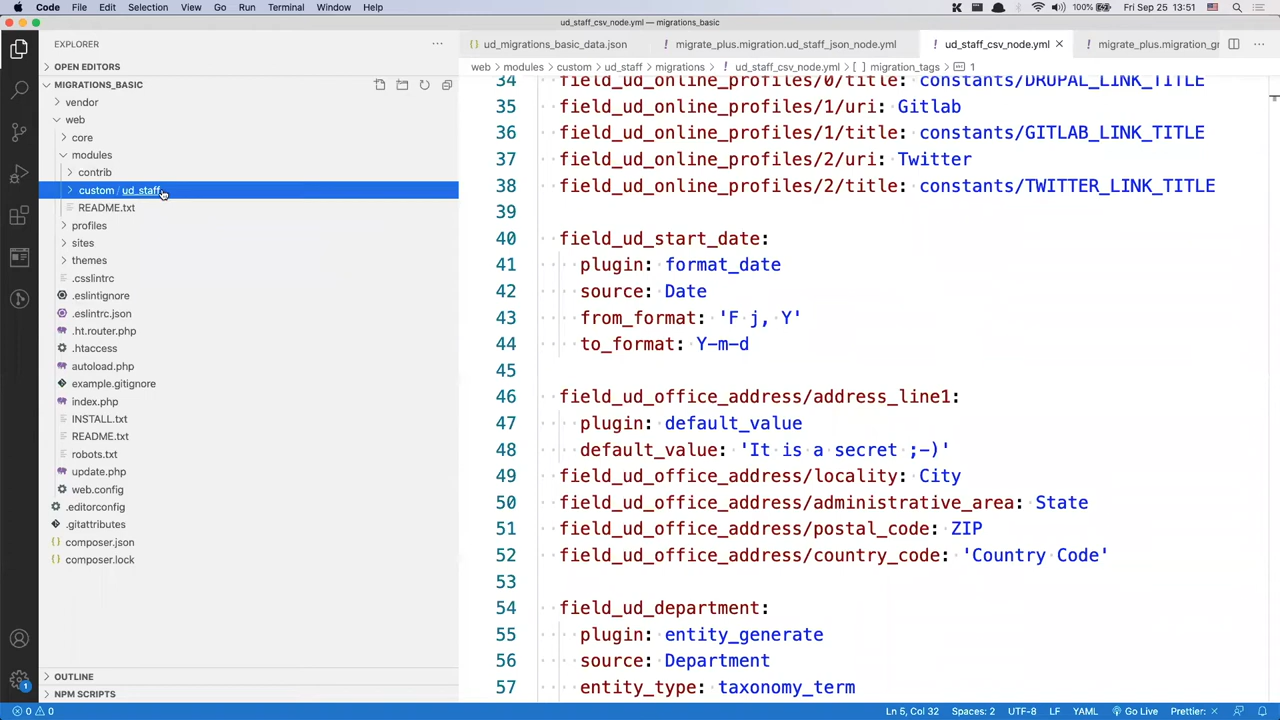 Code File Edit Selection View Go Run Terminal Window Help 100% Fri Sep 25 13:51
ud_staff_csv_node.yml — migrations_basic
EXPLORER
OPEN EDITORS
MIGRATIONS_BASIC
vendor
web
core
modules
contrib
custom / ud_staff
README.txt
profiles
sites
themes
.csslintrc
.eslintignore
.eslintrc.json
.ht.router.php
.htaccess
autoload.php
example.gitignore
index.php
INSTALL.txt
README.txt
robots.txt
update.php
web.config
.editorconfig
.gitattributes
composer.json
composer.lock
OUTLINE
NPM SCRIPTS
1
ud_migrations_basic_data.json migrate_plus.migration.ud_staff_json_node.yml ud_staff_csv_node.yml migrate_plus.migration_gr
web > modules > custom > ud_staff > migrations > ud_staff_csv_node.yml > [ ] migration_tags > 1
34 field_ud_online_profiles/0/title: constants/DRUPAL_LINK_TITLE
35 field_ud_online_profiles/1/uri: Gitlab
36 field_ud_online_profiles/1/title: constants/GITLAB_LINK_TITLE
37 field_ud_online_profiles/2/uri: Twitter
38 field_ud_online_profiles/2/title: constants/TWITTER_LINK_TITLE
39
40 field_ud_start_date:
41 plugin: format_date
42 source: Date
43 from_format: 'F j, Y'
44 to_format: Y-m-d
45
46 field_ud_office_address/address_line1:
47 plugin: default_value
48 default_value: 'It is a secret ;-)'
49 field_ud_office_address/locality: City
50 field_ud_office_address/administrative_area: State
51 field_ud_office_address/postal_code: ZIP
52 field_ud_office_address/country_code: 'Country Code'
53
54 field_ud_department:
55 plugin: entity_generate
56 source: Department
57 entity_type: taxonomy_term
0 0 Ln 5, Col 32 Spaces: 2 UTF-8 LF YAML Go Live Prettier: ×